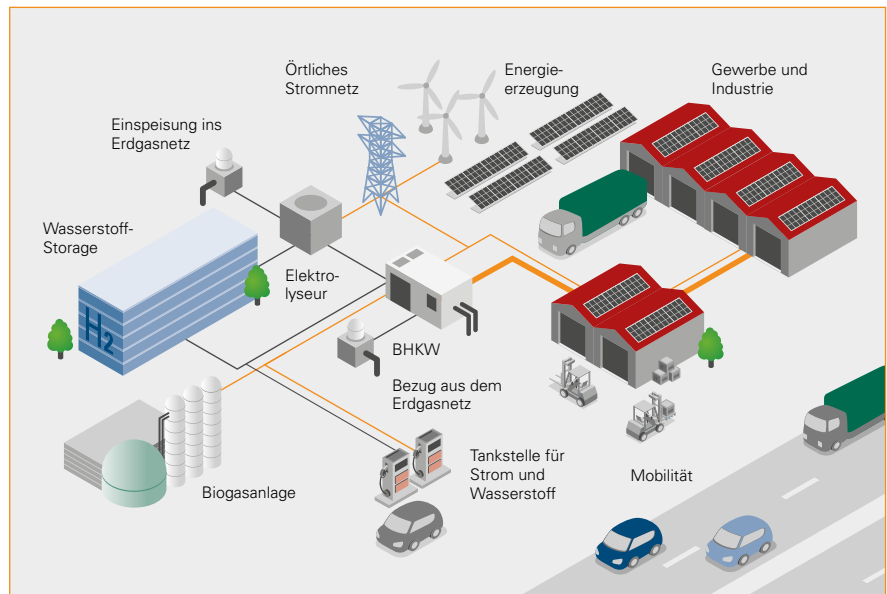 Örtliches
Stromnetz
Energie-
erzeugung
Gewerbe und
Industrie
Einspeisung ins
Erdgasnetz
Wasserstoff-
Storage
H2
Elektro-
lyseur
BHKW
Bezug aus dem
Erdgasnetz
Tankstelle für
Strom und
Wasserstoff
Mobilität
Biogasanlage